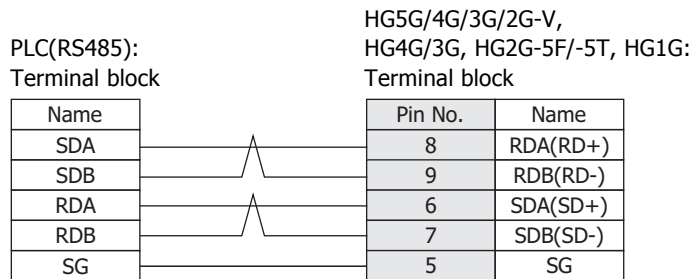 HG5G/4G/3G/2G-V,
PLC(RS485): HG4G/3G, HG2G-5F/-5T, HG1G:
Terminal block Terminal block
Name Pin No. Name
SDA 8 RDA(RD+)
SDB 9 RDB(RD-)
RDA 6 SDA(SD+)
RDB 7 SDB(SD-)
SG 5 SG